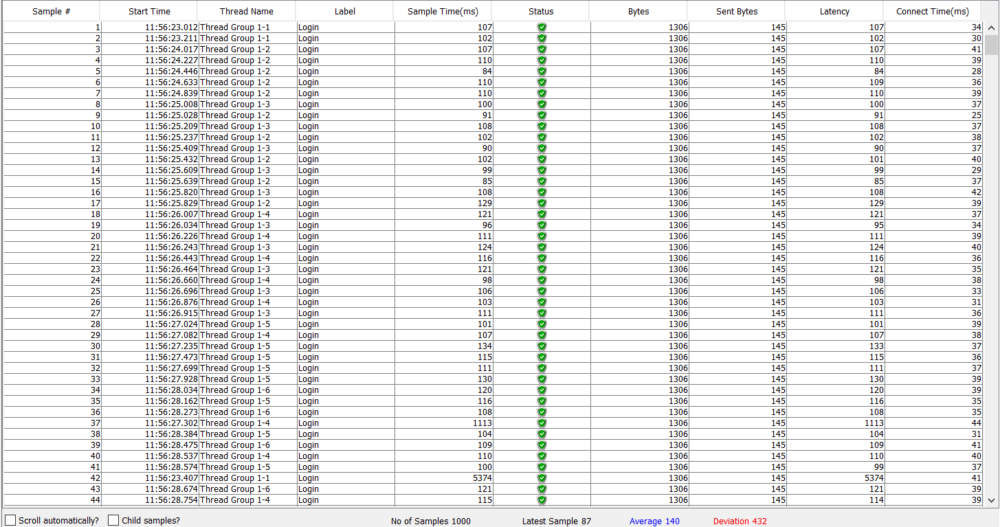 Sample # Start Time Thread Name Label Sample Time(ms) Status Bytes Sent Bytes Latency Connect Time(ms)
1 11:56:23.012 Thread Group 1-1 Login 107 1306 145 107 34
2 11:56:23.211 Thread Group 1-1 Login 102 1306 145 102 30
3 11:56:24.017 Thread Group 1-2 Login 107 1306 145 107 41
4 11:56:24.227 Thread Group 1-2 Login 110 1306 145 110 39
5 11:56:24.446 Thread Group 1-2 Login 84 1306 145 84 28
6 11:56:24.633 Thread Group 1-2 Login 110 1306 145 109 36
7 11:56:24.839 Thread Group 1-2 Login 110 1306 145 110 39
8 11:56:25.008 Thread Group 1-3 Login 100 1306 145 100 37
9 11:56:25.028 Thread Group 1-2 Login 91 1306 145 91 25
10 11:56:25.209 Thread Group 1-3 Login 108 1306 145 108 37
11 11:56:25.237 Thread Group 1-2 Login 102 1306 145 102 38
12 11:56:25.409 Thread Group 1-3 Login 90 1306 145 90 37
13 11:56:25.432 Thread Group 1-2 Login 102 1306 145 101 40
14 11:56:25.609 Thread Group 1-3 Login 99 1306 145 99 29
15 11:56:25.639 Thread Group 1-2 Login 85 1306 145 85 37
16 11:56:25.820 Thread Group 1-3 Login 108 1306 145 108 42
17 11:56:25.829 Thread Group 1-2 Login 129 1306 145 129 39
18 11:56:26.007 Thread Group 1-4 Login 121 1306 145 121 37
19 11:56:26.034 Thread Group 1-3 Login 96 1306 145 95 34
20 11:56:26.226 Thread Group 1-4 Login 111 1306 145 111 39
21 11:56:26.243 Thread Group 1-3 Login 124 1306 145 124 40
22 11:56:26.443 Thread Group 1-4 Login 116 1306 145 116 36
23 11:56:26.464 Thread Group 1-3 Login 121 1306 145 121 35
24 11:56:26.660 Thread Group 1-4 Login 98 1306 145 98 38
25 11:56:26.696 Thread Group 1-3 Login 106 1306 145 106 33
26 11:56:26.876 Thread Group 1-4 Login 103 1306 145 103 31
27 11:56:26.915 Thread Group 1-3 Login 111 1306 145 111 36
28 11:56:27.024 Thread Group 1-5 Login 101 1306 145 101 39
29 11:56:27.082 Thread Group 1-4 Login 107 1306 145 107 38
30 11:56:27.235 Thread Group 1-5 Login 134 1306 145 133 37
31 11:56:27.473 Thread Group 1-5 Login 115 1306 145 115 36
32 11:56:27.699 Thread Group 1-5 Login 111 1306 145 111 37
33 11:56:27.928 Thread Group 1-5 Login 130 1306 145 130 39
34 11:56:28.034 Thread Group 1-6 Login 120 1306 145 120 39
35 11:56:28.162 Thread Group 1-5 Login 116 1306 145 116 35
36 11:56:28.273 Thread Group 1-6 Login 108 1306 145 108 35
37 11:56:27.302 Thread Group 1-4 Login 1113 1306 145 1113 44
38 11:56:28.384 Thread Group 1-5 Login 104 1306 145 104 31
39 11:56:28.475 Thread Group 1-6 Login 109 1306 145 109 41
40 11:56:28.537 Thread Group 1-4 Login 110 1306 145 110 40
41 11:56:28.574 Thread Group 1-5 Login 100 1306 145 99 37
42 11:56:23.407 Thread Group 1-1 Login 5374 1306 145 5374 41
43 11:56:28.674 Thread Group 1-6 Login 121 1306 145 121 39
44 11:56:28.754 Thread Group 1-4 Login 115 1306 145 114 39
Scroll automatically? Child samples? No of Samples 1000 Latest Sample 87 Average 140 Deviation 432